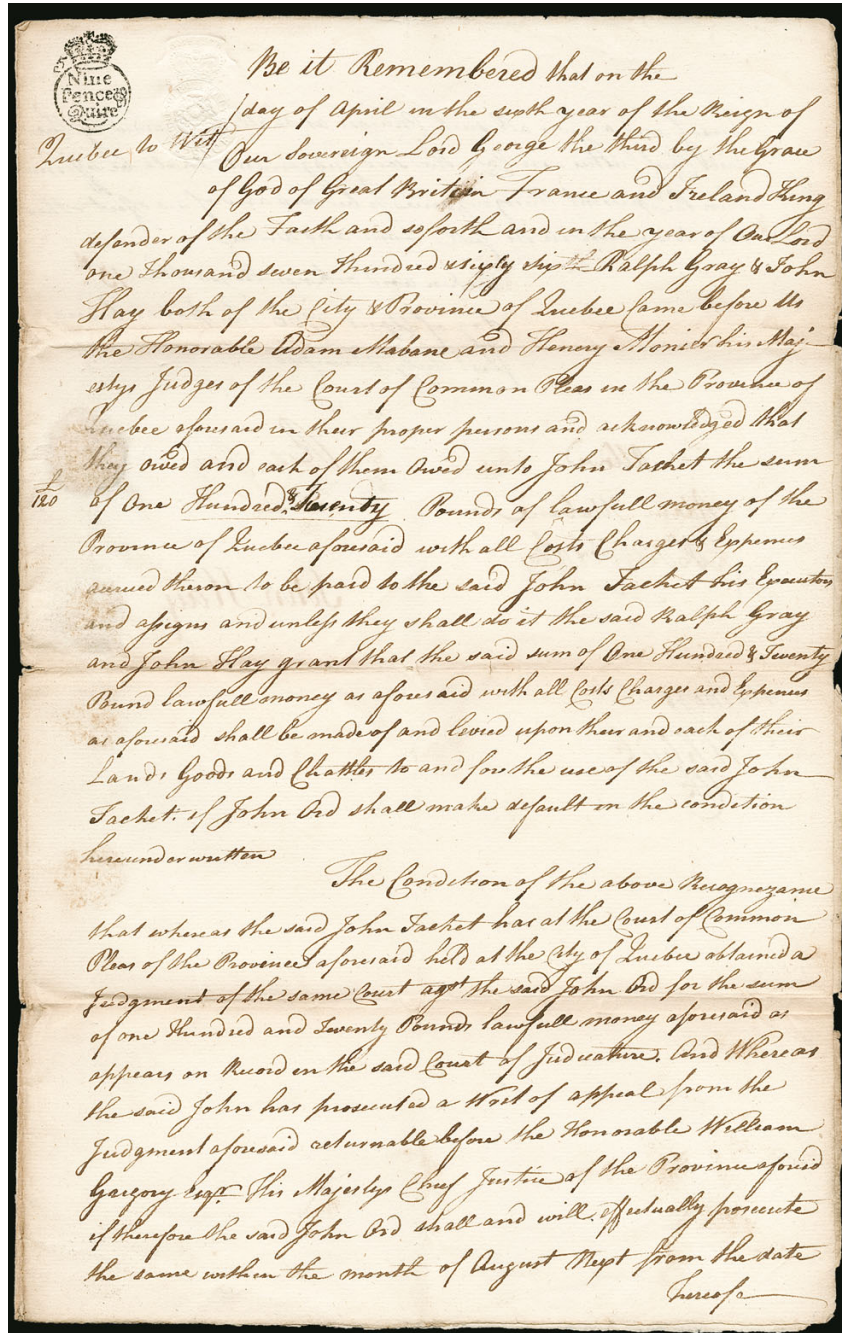 Nine
Pence
Quire
Be it Remembered that on the
day of April in the sixth year of the Reign of
Quebec to Wit
Our Sovereign Lord George the third by the Grace
of God of Great Britain France and Ireland King
defender of the Faith and soforth and in the year of Our Lord
one Thousand seven Hundred & sixty sixth Ralph Gray & John
Hay both of the City & Province of Quebec Came before Us
the Honorable Adam Mabane and Henery Monier his Maj-
estys Judges of the Court of Common Pleas in the Province of
Quebec aforesaid in their proper persons and acknowledged that
they owed and each of them Owed unto John Tachet the sum
£
120
of One Hundred & Twenty Pounds of lawfull money of the
Province of Quebec aforesaid with all Costs Charges & Expences
acrued theron to be paid to the said John Tachet his Executors
and assigns and unless they shall do it the said Ralph Gray
and John Hay grant that the said sum of One Hundred & Twenty
Pound lawfull money as aforesaid with all Costs Charges and Expences
as aforesaid shall be made of and levied upon their and each of their
Lands Goods and Chattles to and for the use of the said John
Tachet. if John Ord shall make default in the condition
hereunderwritten
The Condition of the above Recognezance
that whereas the said John Tachet has at the Court of Common
Pleas of the Province aforesaid held at the City of Quebec obtained a
Judgment of the same Court agst the said John Ord for the sum
of one Hundred and Twenty Pounds lawfull money aforesaid as
appears on Record in the said Court of Judicature. And Whereas
the said John has prosecuted a Writ of appeal from the
Judgment aforesaid returnable before the Honorable William
Gregory Esqr. His Majestys Chief Justice of the Province aforesaid
if therefore the said John Ord shall and will effectually prosecute
the same within the month of August Next from the date
hereof